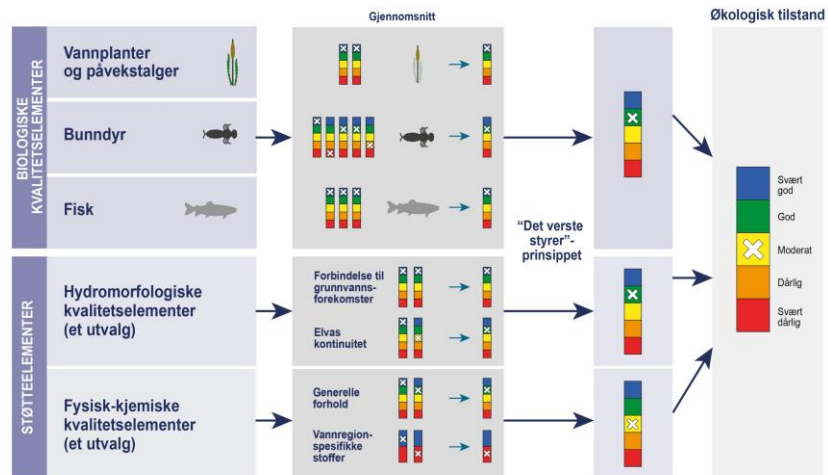 Gjennomsnitt
Økologisk tilstand
BIOLOGISKE
KVALITETSELEMENTER
Vannplanter
og påvekstalger
Bunndyr
Fisk
"Det verste
styrer"-
prinsippet
Svært
god
God
Moderat
Dårlig
Svært
dårlig
STØTTEELEMENTER
Hydromorfologiske
kvalitetselementer
(et utvalg)
Forbindelse til
grunnvanns-
forekomster
Elvas
kontinuitet
Fysisk-kjemiske
kvalitetselementer
(et utvalg)
Generelle
forhold
Vannregion-
spesifikke
stoffer